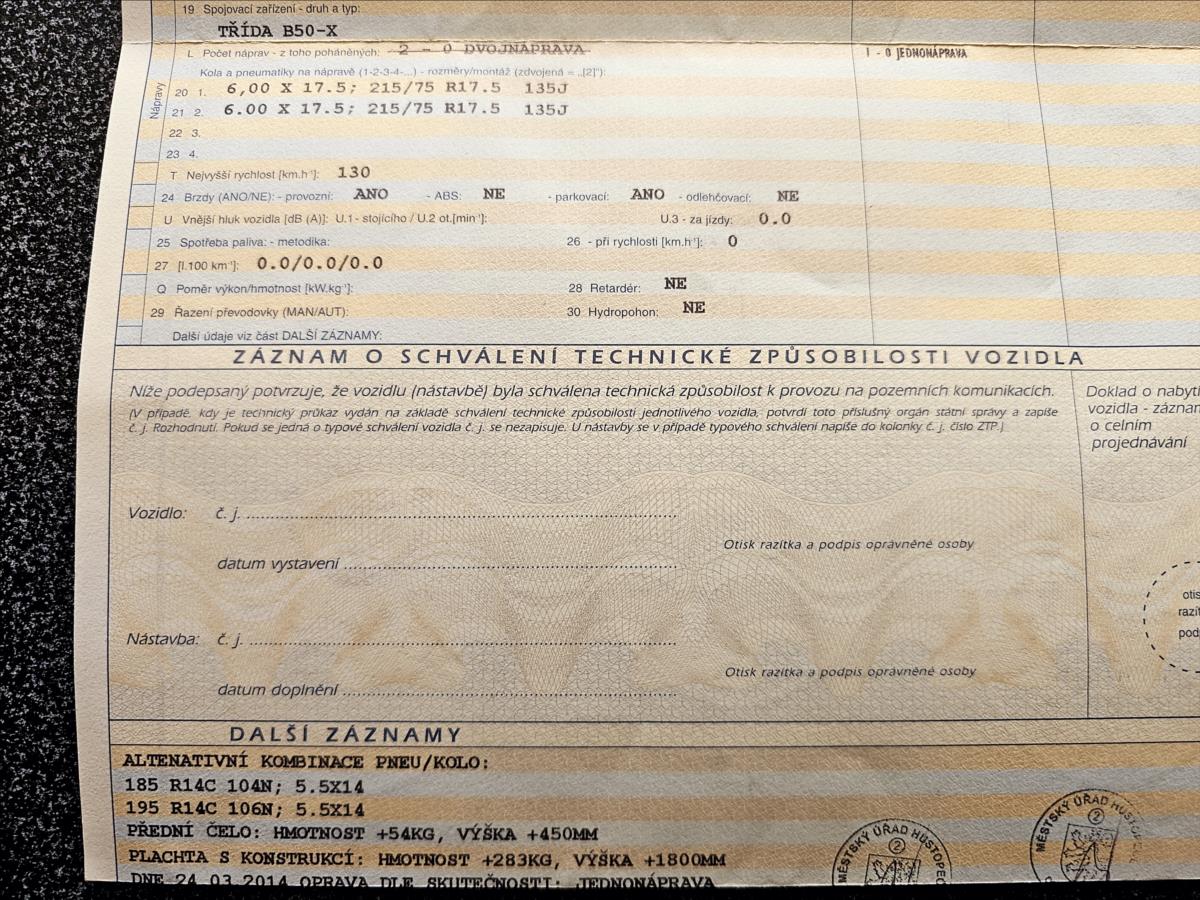 19 Spojovací zařízení - druh a typ:
TŘÍDA B50-X
L Počet náprav - z toho poháněných: 2 - 0 DVOJNÁPRAVA 1 - 0 JEDNONÁPRAVA
Kola a pneumatiky na nápravě (1-2-3-4-...) - rozměry/montáž (zdvojená = „[2]"):
Nápravy
20 1. 6,00 X 17.5; 215/75 R17.5 135J
21 2. 6.00 X 17.5; 215/75 R17.5 135J
22 3.
23 4.
T Nejvyšší rychlost [km.h⁻¹]: 130
24 Brzdy (ANO/NE): - provozní: ANO - ABS: NE - parkovací: ANO - odlehčovací: NE
U Vnější hluk vozidla [dB (A)]: U.1 - stojícího / U.2 ot.[min⁻¹]: U.3 - za jízdy: 0.0
25 Spotřeba paliva: - metodika: 26 - při rychlosti [km.h⁻¹]: 0
27 [l.100 km⁻¹]: 0.0/0.0/0.0
Q Poměr výkon/hmotnost [kW.kg⁻¹]: 28 Retardér: NE
29 Řazení převodovky (MAN/AUT): 30 Hydropohon: NE
Další údaje viz část DALŠÍ ZÁZNAMY:
ZÁZNAM O SCHVÁLENÍ TECHNICKÉ ZPŮSOBILOSTI VOZIDLA
Níže podepsaný potvrzuje, že vozidlu (nástavbě) byla schválena technická způsobilost k provozu na pozemních komunikacích.
(V případě, kdy je technický průkaz vydán na základě schválení technické způsobilosti jednotlivého vozidla, potvrdí toto příslušný orgán státní správy a zapíše
č. j. Rozhodnutí. Pokud se jedná o typové schválení vozidla č. j. se nezapisuje. U nástavby se v případě typového schválení napíše do kolonky č. j. číslo ZTP.)
Doklad o nabytí
vozidla - záznam
o celním
projednávání
Vozidlo: č. j.
Otisk razítka a podpis oprávněné osoby
datum vystavení
otis
razít
pod
Nástavba: č. j.
Otisk razítka a podpis oprávněné osoby
datum doplnění
DALŠÍ ZÁZNAMY
ALTENATIVNÍ KOMBINACE PNEU/KOLO:
185 R14C 104N; 5.5X14
195 R14C 106N; 5.5X14
PŘEDNÍ ČELO: HMOTNOST +54KG, VÝŠKA +450MM
PLACHTA S KONSTRUKCÍ: HMOTNOST +283KG, VÝŠKA +1800MM
DNE 24.03.2014 OPRAVA DLE SKUTEČNOSTI: JEDNONÁPRAVA
MĚSTSKÝ ÚŘAD HUSTOPEČ
2
MĚSTSKÝ ÚŘAD HUSTOPEČ
2